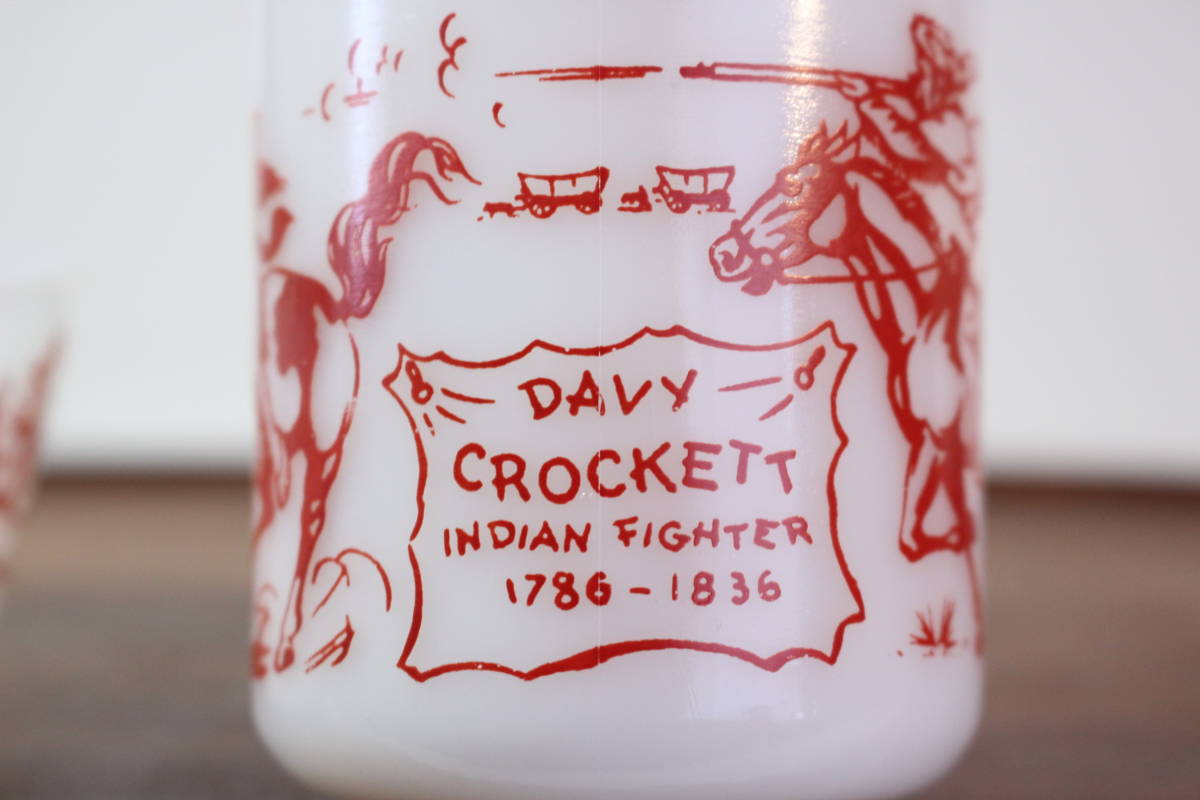 DAVY
CROCKETT
INDIAN FIGHTER
1786 - 1836